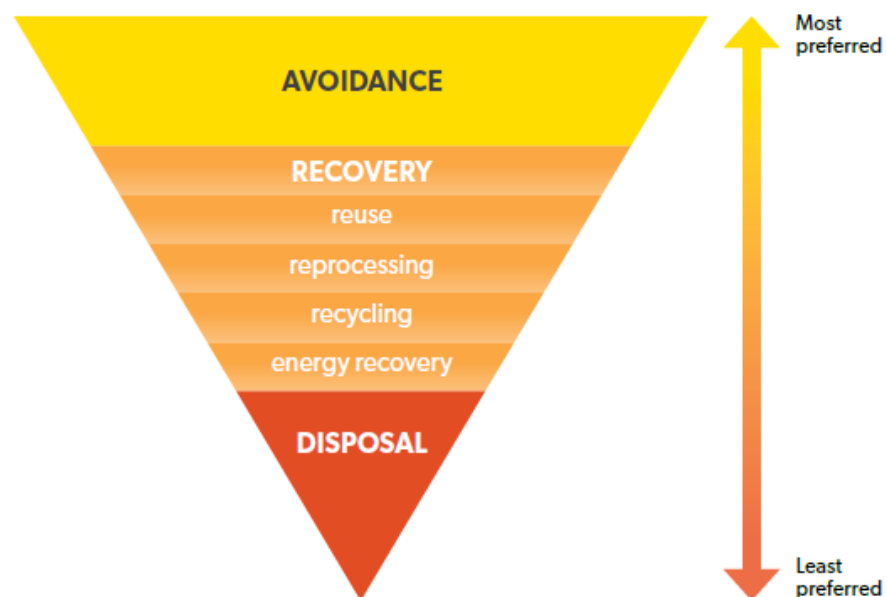 Most
preferred
AVOIDANCE
RECOVERY
reuse
reprocessing
recycling
energy recovery
DISPOSAL
Least
preferred